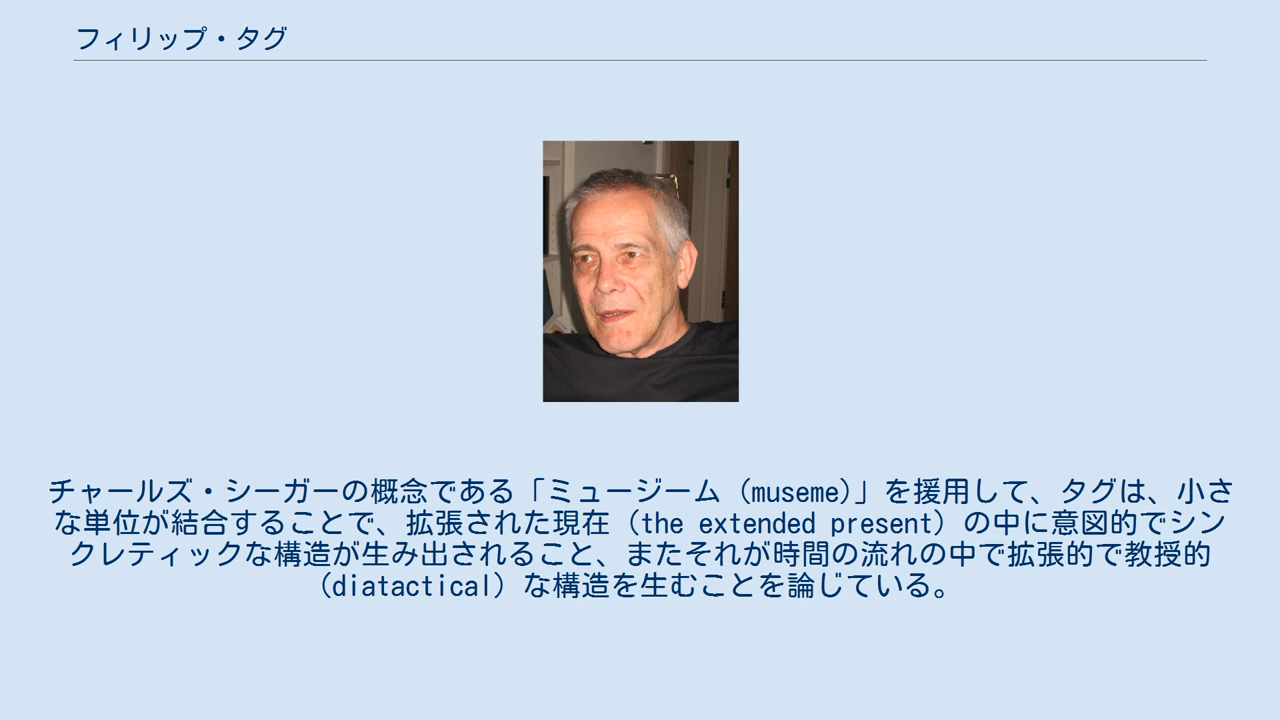 フィリップ・タグ
チャールズ・シーガーの概念である「ミュージーム（museme）」を援用して、タグは、小さ
な単位が結合することで、拡張された現在（the extended present）の中に意図的でシン
クレティックな構造が生み出されること、またそれが時間の流れの中で拡張的で教授的
（diatactical）な構造を生むことを論じている。